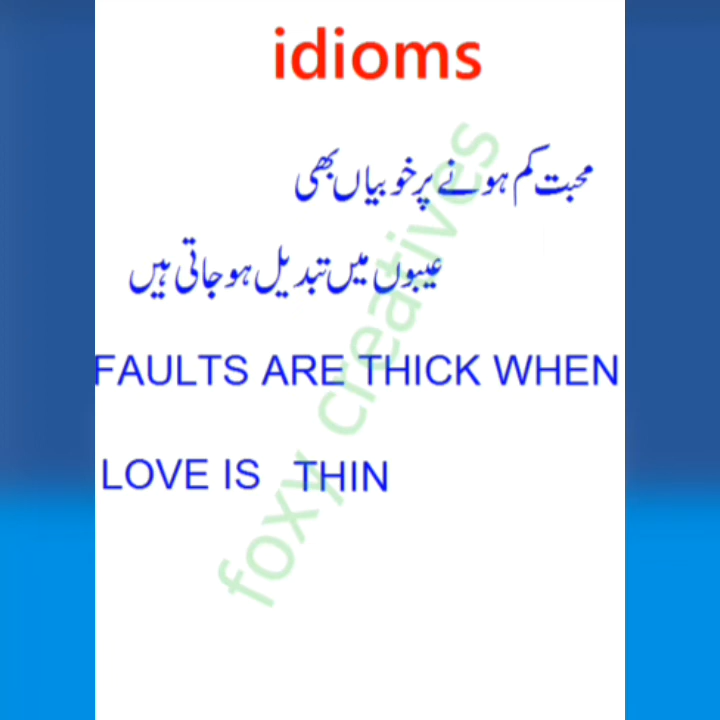 idioms
محبت کم ہونے پر خوبیاں بھی
عیبوں میں تبدیل ہو جاتی ہیں
FAULTS ARE THICK WHEN
LOVE IS THIN
foxy creatives